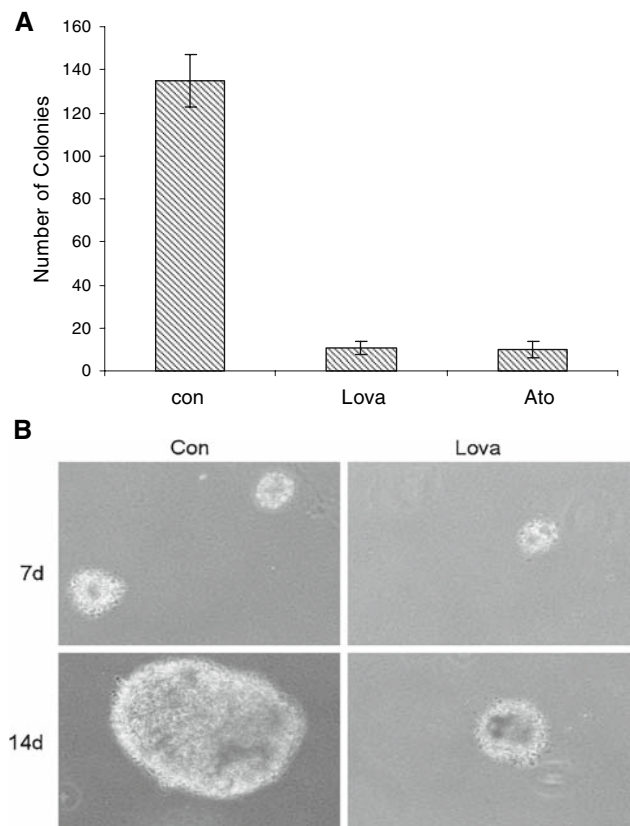 A
160
140
120
100
80
60
40
20
0
Number of Colonies
con Lova Ato
B
Con Lova
7d
14d